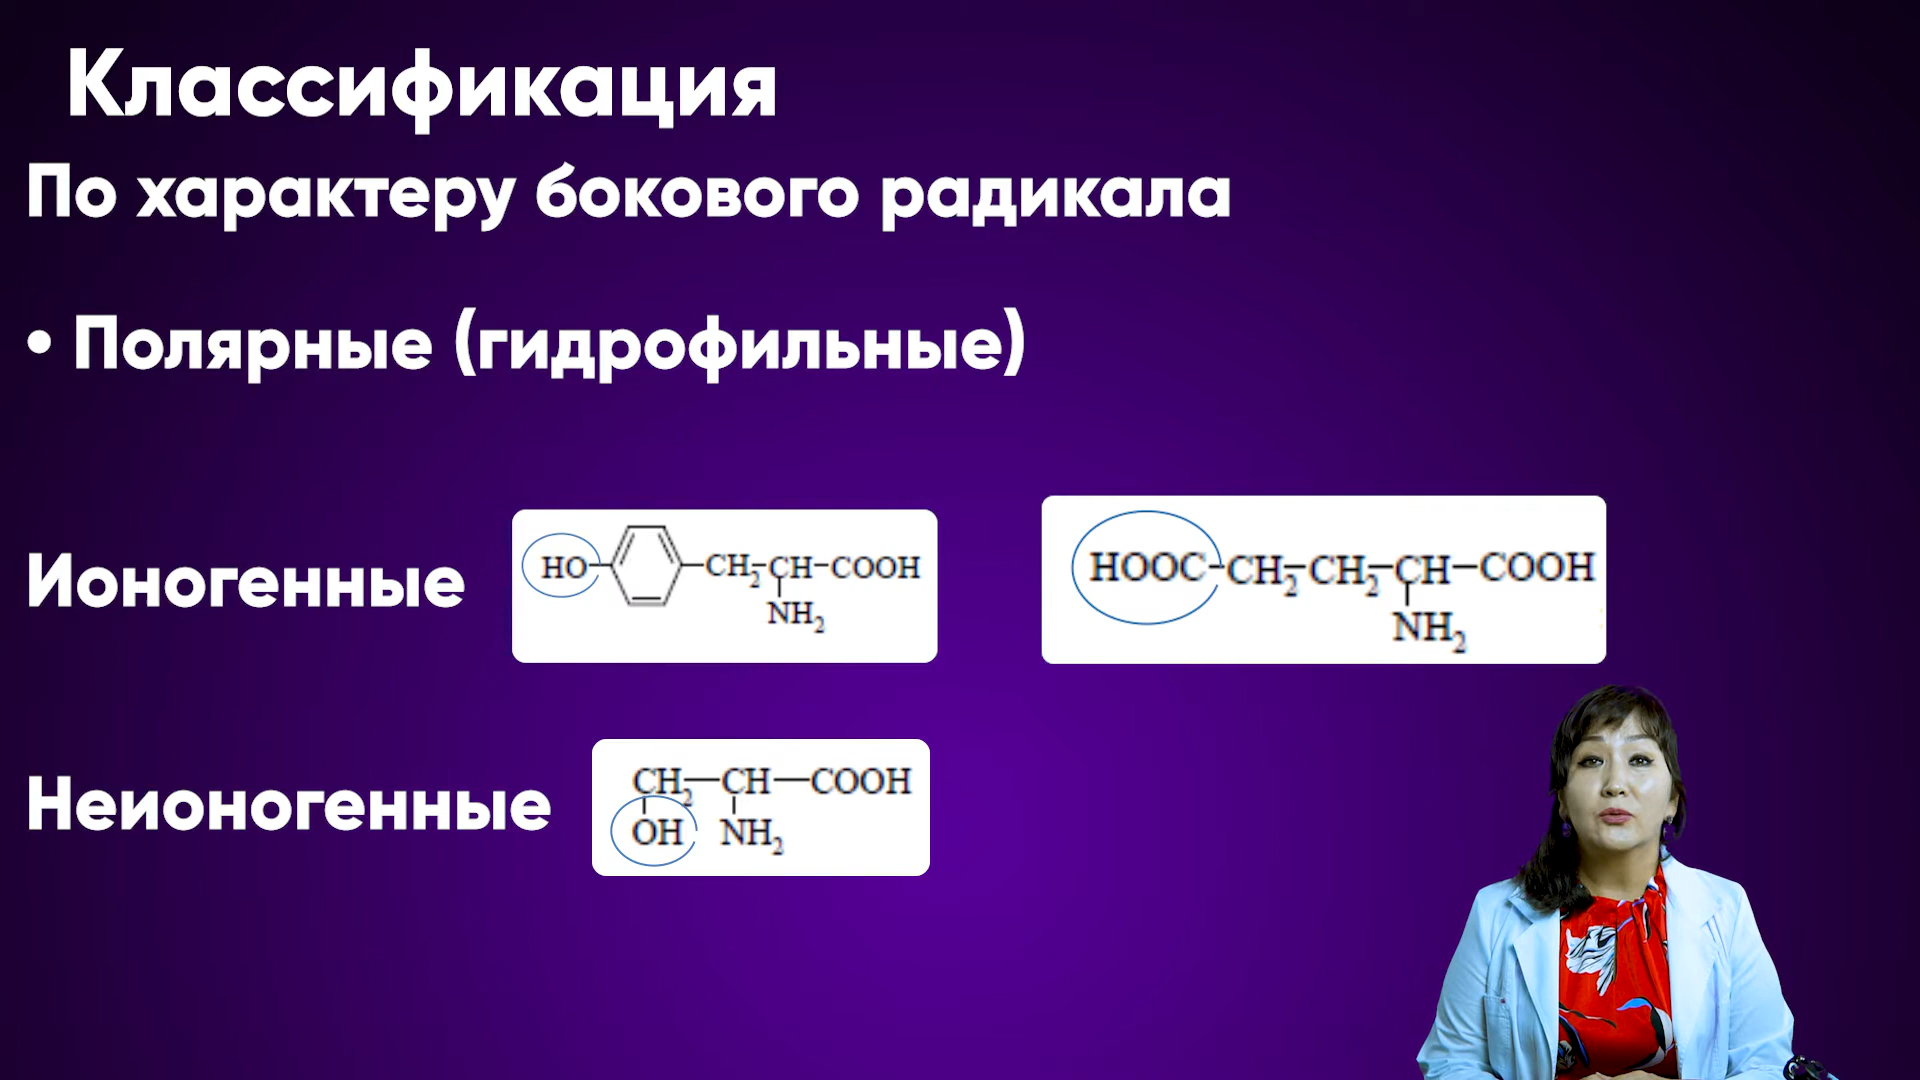 Классификация
По характеру бокового радикала
• Полярные (гидрофильные)
Ионогенные
HO CH₂–CH–COOH
NH₂
HOOC–CH₂–CH₂–CH–COOH
NH₂
Неионогенные
CH₂—CH—COOH
OH NH₂